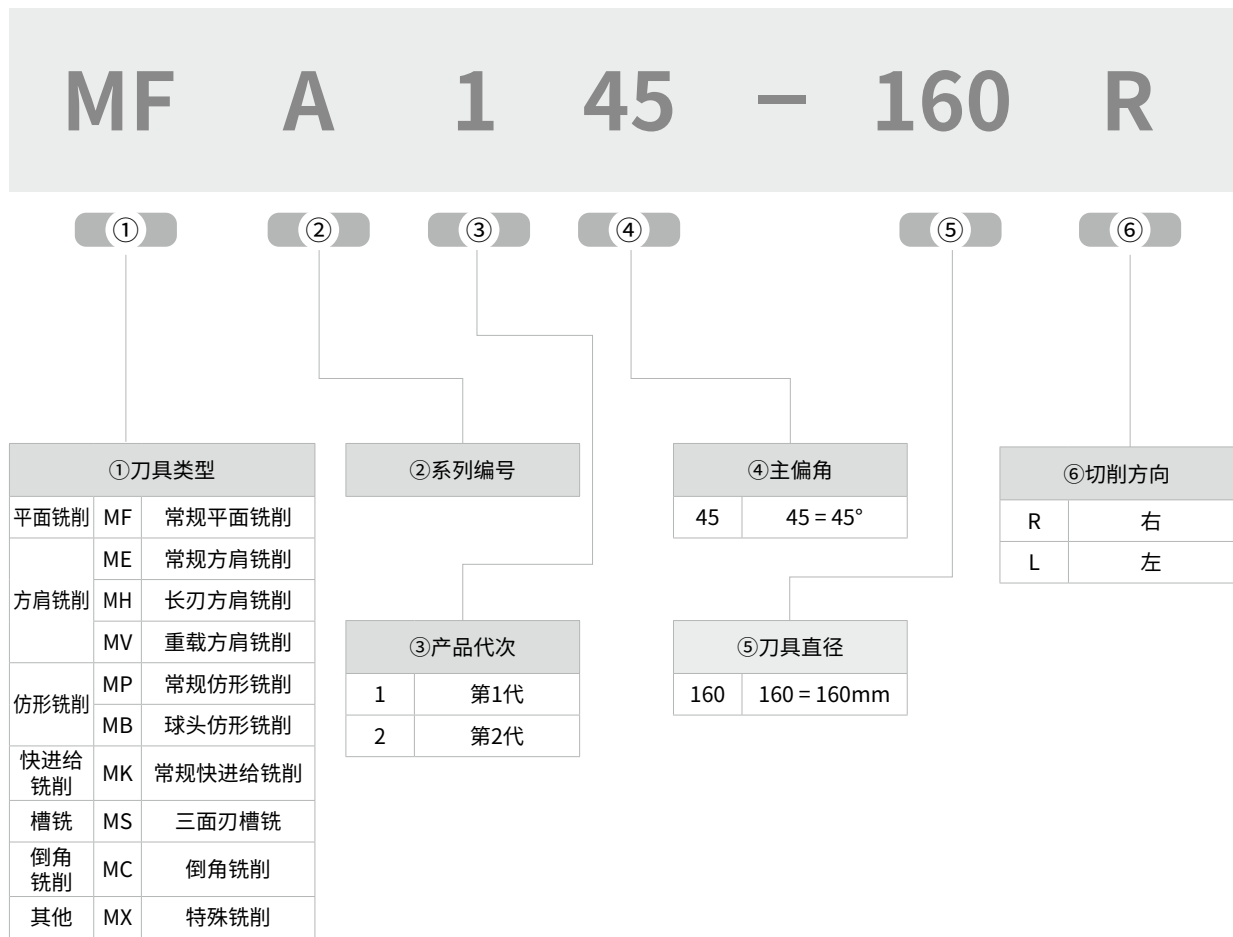 MF A 1 45 - 160 R
① ② ③ ④ ⑤ ⑥
①刀具类型
平面铣削 MF 常规平面铣削
方肩铣削 ME 常规方肩铣削
MH 长刃方肩铣削
MV 重载方肩铣削
仿形铣削 MP 常规仿形铣削
MB 球头仿形铣削
快进给
铣削 MK 常规快进给铣削
槽铣 MS 三面刃槽铣
倒角
铣削 MC 倒角铣削
其他 MX 特殊铣削
②系列编号
③产品代次
1 第1代
2 第2代
④主偏角
45 45 = 45°
⑤刀具直径
160 160 = 160mm
⑥切削方向
R 右
L 左